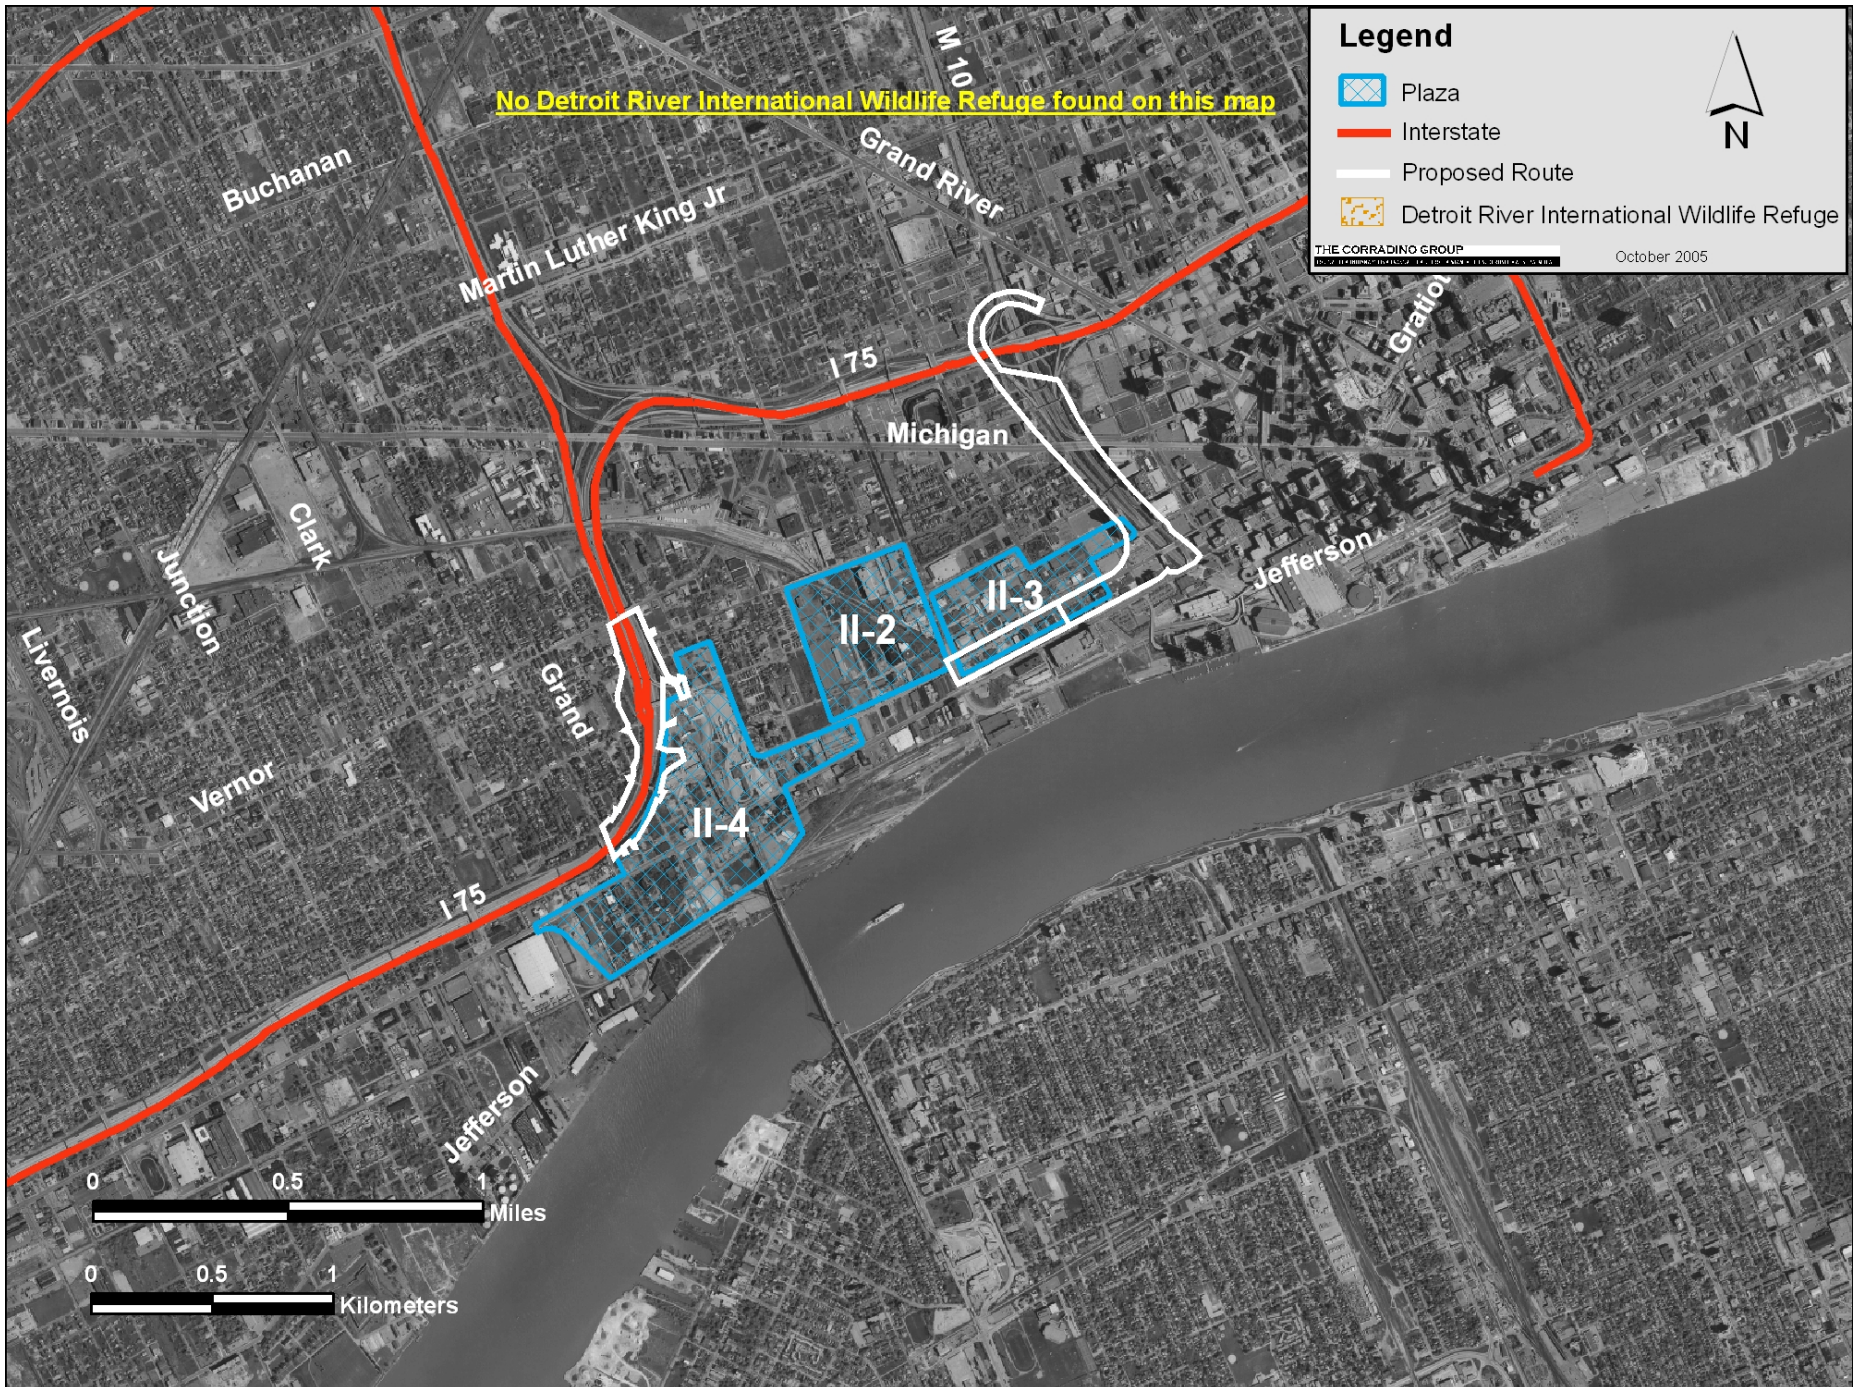 Legend
Plaza
Interstate
Proposed Route
Detroit River International Wildlife Refuge
N
THE CORRADINO GROUP
October 2005
No Detroit River International Wildlife Refuge found on this map
M 10
Buchanan
Grand River
Martin Luther King Jr
Gratiot
I 75
Michigan
Clark
Junction
Jefferson
II-3
II-2
Livernois
Grand
Vernor
II-4
I 75
Jefferson
0 0.5 1
Miles
0 0.5 1
Kilometers